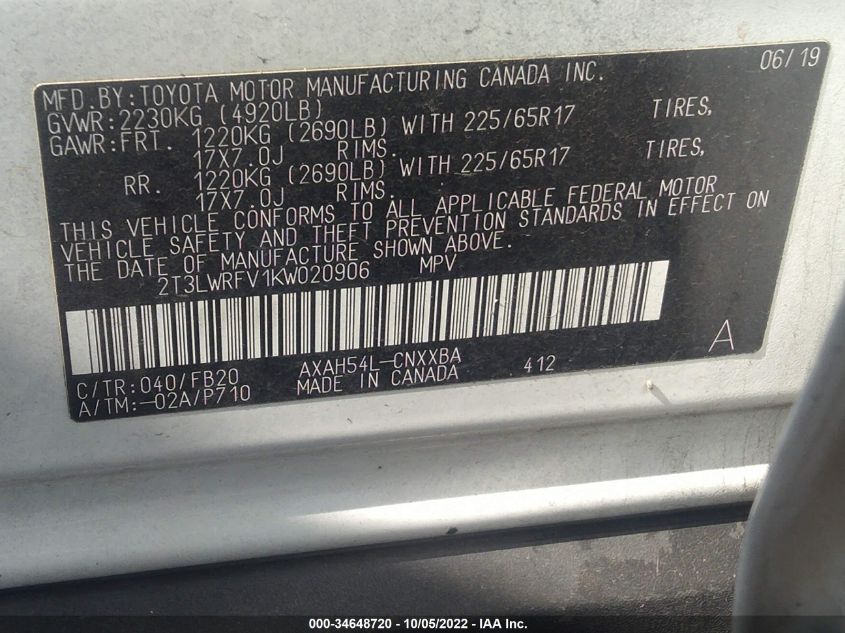 06/19
MFD.BY:TOYOTA MOTOR MANUFACTURING CANADA INC.
GVWR:2230KG (4920LB)
GAWR:FRT. 1220KG (2690LB) WITH 225/65R17 TIRES,
17X7.0J RIMS.
RR. 1220KG (2690LB) WITH 225/65R17 TIRES,
17X7.0J RIMS.
THIS VEHICLE CONFORMS TO ALL APPLICABLE FEDERAL MOTOR
VEHICLE SAFETY AND THEFT PREVENTION STANDARDS IN EFFECT ON
THE DATE OF MANUFACTURE SHOWN ABOVE.
2T3LWRFV1KW020906 MPV
A
C/TR:040/FB20 AXAH54L-CNXXBA 412
A/TM:-02A/P710 MADE IN CANADA
000-34648720 - 10/05/2022 - IAA Inc.